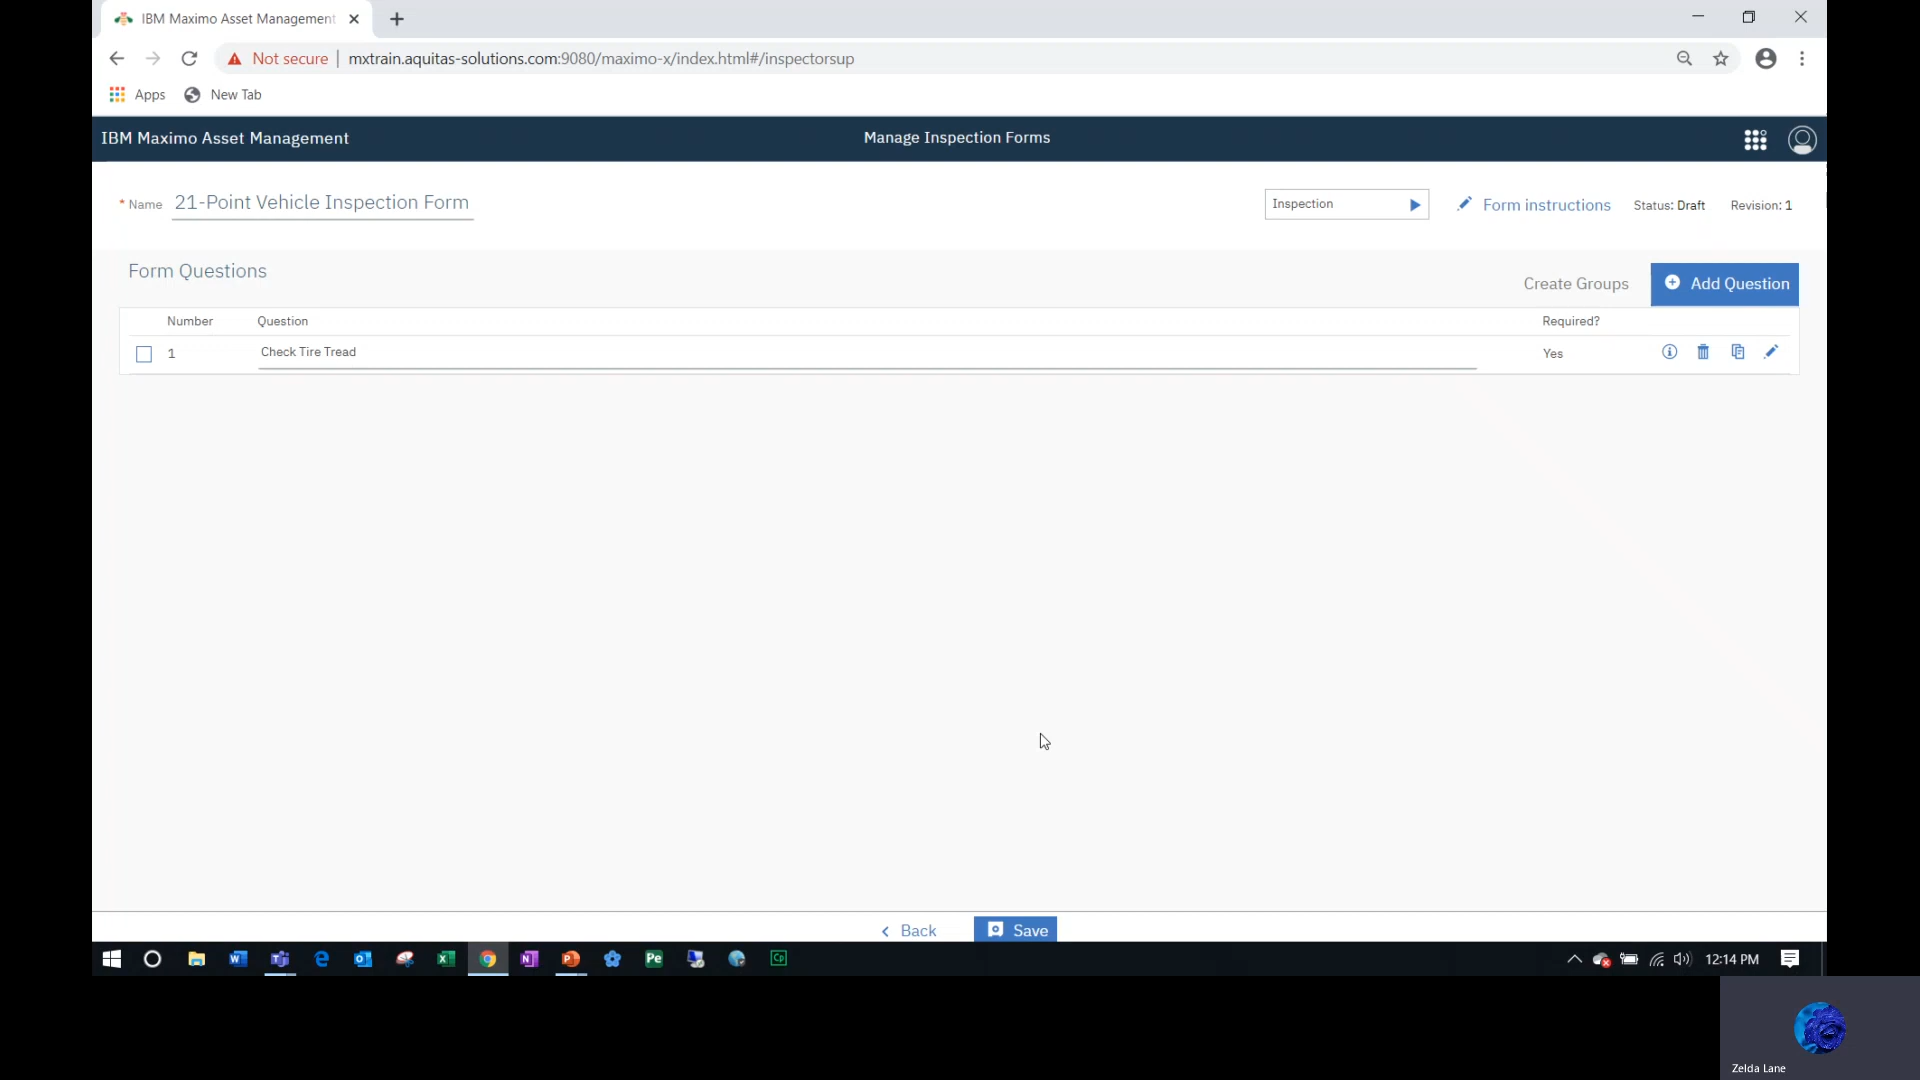 IBM Maximo Asset Management
Not secure | mxtrain.aquitas-solutions.com:9080/maximo-x/index.html#/inspectorsup
Apps New Tab
IBM Maximo Asset Management Manage Inspection Forms
* Name 21-Point Vehicle Inspection Form Inspection Form instructions Status: Draft Revision: 1
Form Questions
Create Groups Add Question
Number Question Required?
1 Check Tire Tread Yes
Back Save
12:14 PM
Zelda Lane